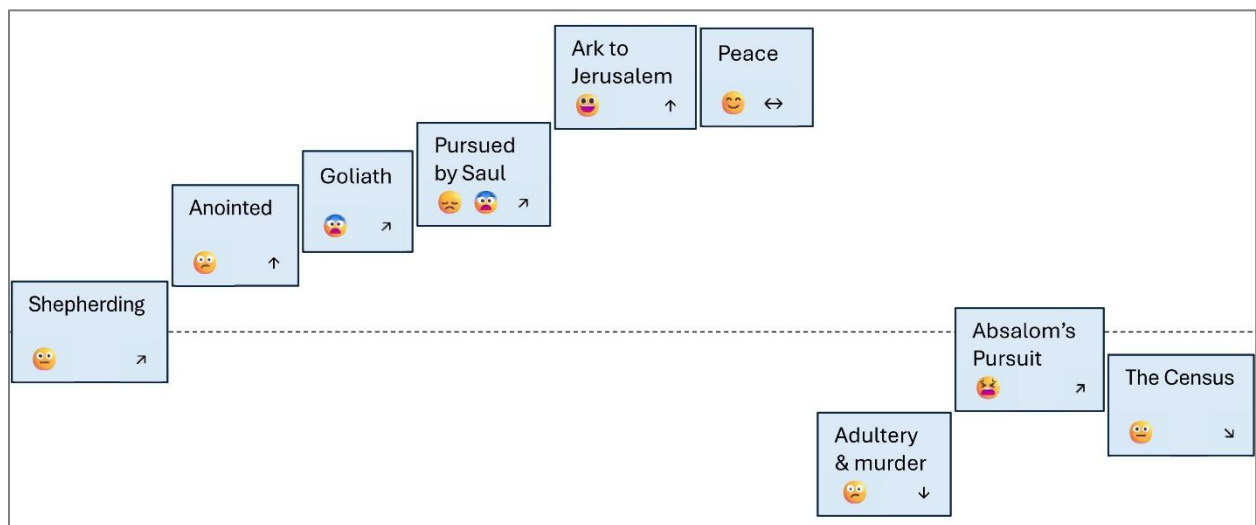 Shepherding
😐 ↗
Anointed
🫤 ↑
Goliath
😨 ↗
Pursued
by Saul
😞 😨 ↗
Ark to
Jerusalem
😀 ↑
Peace
😊 ↔
Adultery
& murder
🫤 ↓
Absalom’s
Pursuit
😫 ↗
The Census
😐 ↘